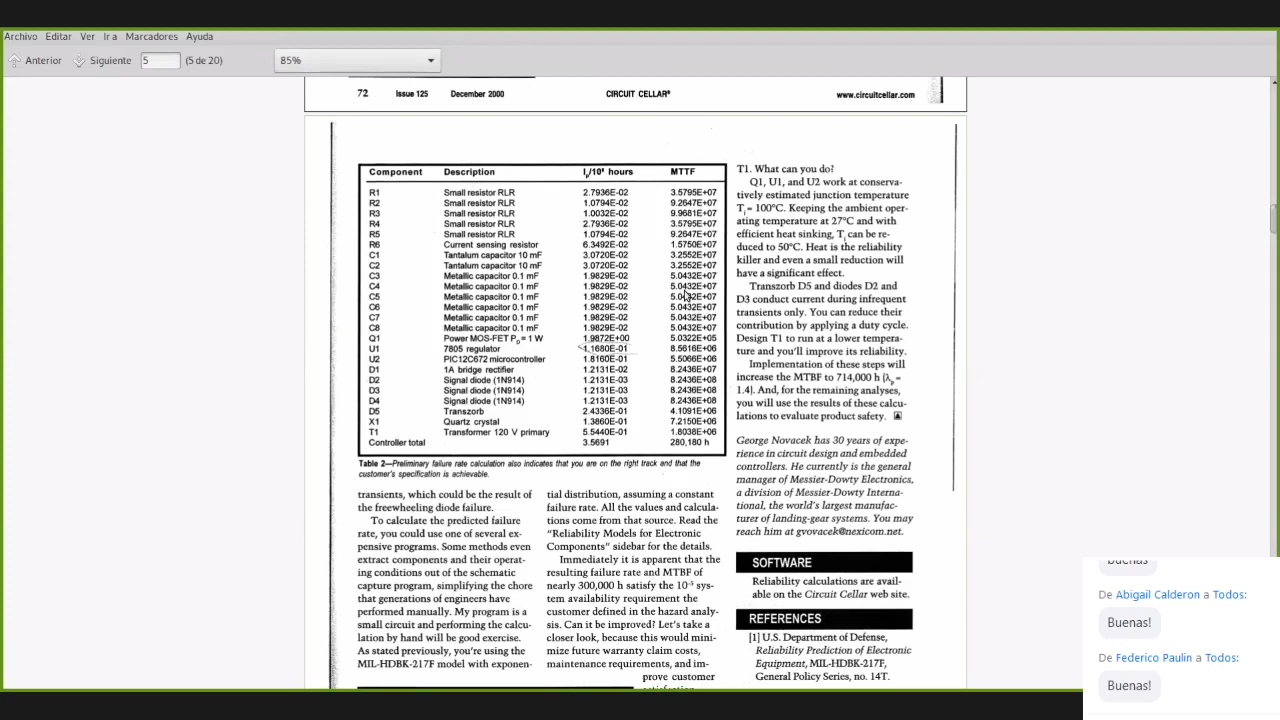 Archivo Editar Ver Ir a Marcadores Ayuda
Anterior Siguiente 5 (5 de 20) 85%
72 Issue 125 December 2000 CIRCUIT CELLAR® www.circuitcellar.com
Component Description MTTF
R1 Small resistor RLR 2.7936E-02 3.5795E+07
R2 Small resistor RLR 1.0794E-02 9.2647E+07
R3 Small resistor RLR 1.0032E-02 9.9681E+07
R4 Small resistor RLR 2.7936E-02 3.5795E+07
R5 Small resistor RLR 1.0794E-02 9.2647E+07
R6 Current sensing resistor 6.3492E-02 1.5750E+07
C1 Tantalum capacitor 10 mF 3.0720E-02 3.2552E+07
C2 Tantalum capacitor 10 mF 3.0720E-02 3.2552E+07
C3 Metallic capacitor 0.1 mF 1.9829E-02 5.0432E+07
C4 Metallic capacitor 0.1 mF 1.9829E-02 5.0432E+07
C5 Metallic capacitor 0.1 mF 1.9829E-02 5.0432E+07
C6 Metallic capacitor 0.1 mF 1.9829E-02 5.0432E+07
C7 Metallic capacitor 0.1 mF 1.9829E-02 5.0432E+07
C8 Metallic capacitor 0.1 mF 1.9829E-02 5.0432E+07
Q1 Power MOS-FET P_D = 1 W 1.9872E+00 5.0322E+05
U1 7805 regulator 1.1680E-01 8.5616E+06
U2 PIC12C672 microcontroller 1.8160E-01 5.5066E+06
D1 1A bridge rectifier 1.2131E-02 8.2436E+07
D2 Signal diode (1N914) 1.2131E-03 8.2436E+08
D3 Signal diode (1N914) 1.2131E-03 8.2436E+08
D4 Signal diode (1N914) 1.2131E-03 8.2436E+08
D5 Transzorb 2.4336E-01 4.1091E+06
X1 Quartz crystal 1.3860E-01 7.2150E+06
T1 Transformer 120 V primary 5.5440E-01 1.8038E+06
Controller total 3.5691 280,180 h
Table 2—Preliminary failure rate calculation also indicates that you are on the right track and that the
customer's specification is achievable.
transients, which could be the result of
the freewheeling diode failure.
To calculate the predicted failure
rate, you could use one of several ex-
pensive programs. Some methods even
extract components and their operat-
ing conditions out of the schematic
capture program, simplifying the chore
that generations of engineers have
performed manually. My program is a
small circuit and performing the calcu-
lation by hand will be good exercise.
As stated previously, you're using the
MIL-HDBK-217F model with exponen-
tial distribution, assuming a constant
failure rate. All the values and calcula-
tions come from that source. Read the
"Reliability Models for Electronic
Components" sidebar for the details.
Immediately it is apparent that the
resulting failure rate and MTBF of
nearly 300,000 h satisfy the 10⁻⁵ sys-
tem availability requirement the
customer defined in the hazard analy-
sis. Can it be improved? Let's take a
closer look, because this would mini-
mize future warranty claim costs,
maintenance requirements, and im-
prove customer
T1. What can you do?
Q1, U1, and U2 work at conserva-
tively estimated junction temperature
T_j = 100°C. Keeping the ambient oper-
ating temperature at 27°C and with
efficient heat sinking, T_j can be re-
duced to 50°C. Heat is the reliability
killer and even a small reduction will
have a significant effect.
Transzorb D5 and diodes D2 and
D3 conduct current during infrequent
transients only. You can reduce their
contribution by applying a duty cycle.
Design T1 to run at a lower tempera-
ture and you'll improve its reliability.
Implementation of these steps will
increase the MTBF to 714,000 h (λ_p =
1.4). And, for the remaining analyses,
you will use the results of these calcu-
lations to evaluate product safety.
George Novacek has 30 years of expe-
rience in circuit design and embedded
controllers. He currently is the general
manager of Messier-Dowty Electronics,
a division of Messier-Dowty Interna-
tional, the world's largest manufac-
turer of landing-gear systems. You may
reach him at gvovacek@nexicom.net.
SOFTWARE
Reliability calculations are avail-
able on the Circuit Cellar web site.
REFERENCES
[1] U.S. Department of Defense,
Reliability Prediction of Electronic
Equipment, MIL-HDBK-217F,
General Policy Series, no. 14T.
Buenas
De Abigail Calderon a Todos:
Buenas!
De Federico Paulin a Todos:
Buenas!